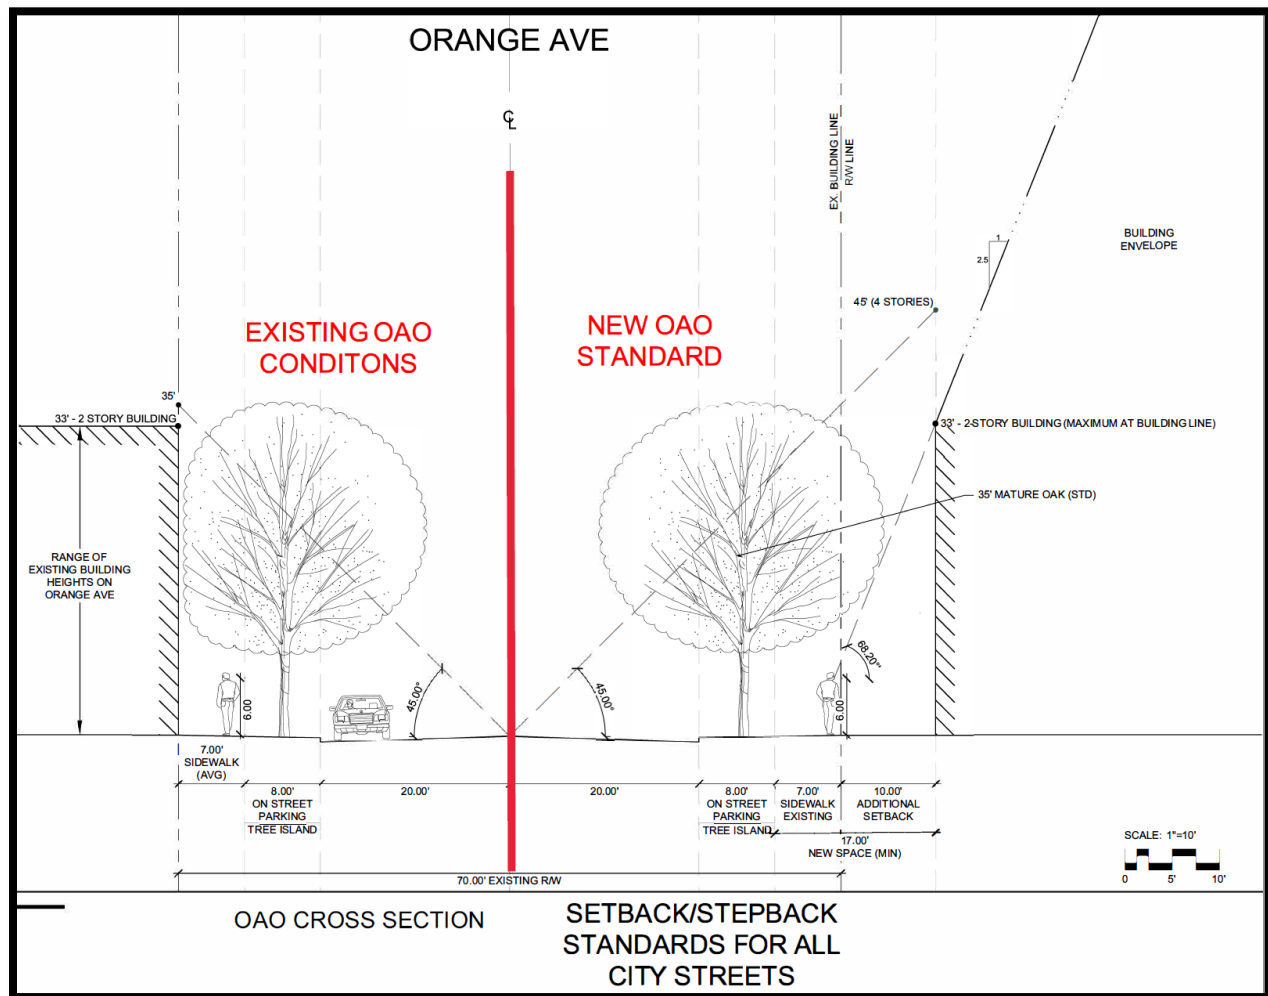 ORANGE AVE
CL
EX. BUILDING LINE
R/W LINE
BUILDING
ENVELOPE
1
2.5
45' (4 STORIES)
EXISTING OAO
CONDITONS
NEW OAO
STANDARD
35'
33' - 2 STORY BUILDING
33' - 2-STORY BUILDING (MAXIMUM AT BUILDING LINE)
35' MATURE OAK (STD)
RANGE OF
EXISTING BUILDING
HEIGHTS ON
ORANGE AVE
68.20°
45.00°
45.00°
6.00
6.00
7.00'
SIDEWALK
(AVG)
8.00'
ON STREET
PARKING
TREE ISLAND
20.00'
20.00'
8.00'
ON STREET
PARKING
TREE ISLAND
7.00'
SIDEWALK
EXISTING
10.00'
ADDITIONAL
SETBACK
17.00'
NEW SPACE (MIN)
70.00' EXISTING R/W
SCALE: 1"=10'
0 5' 10'
OAO CROSS SECTION
SETBACK/STEPBACK
STANDARDS FOR ALL
CITY STREETS